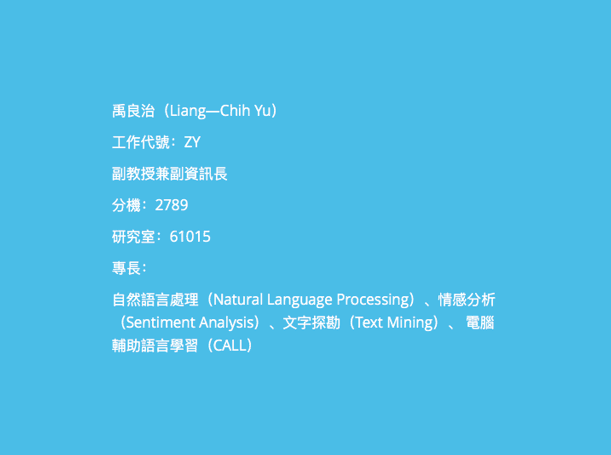 禹良治（Liang—Chih Yu）
工作代號：ZY
副教授兼副資訊長
分機：2789
研究室：61015
專長：
自然語言處理（Natural Language Processing）、情感分析
（Sentiment Analysis）、文字探勘（Text Mining）、 電腦
輔助語言學習（CALL）